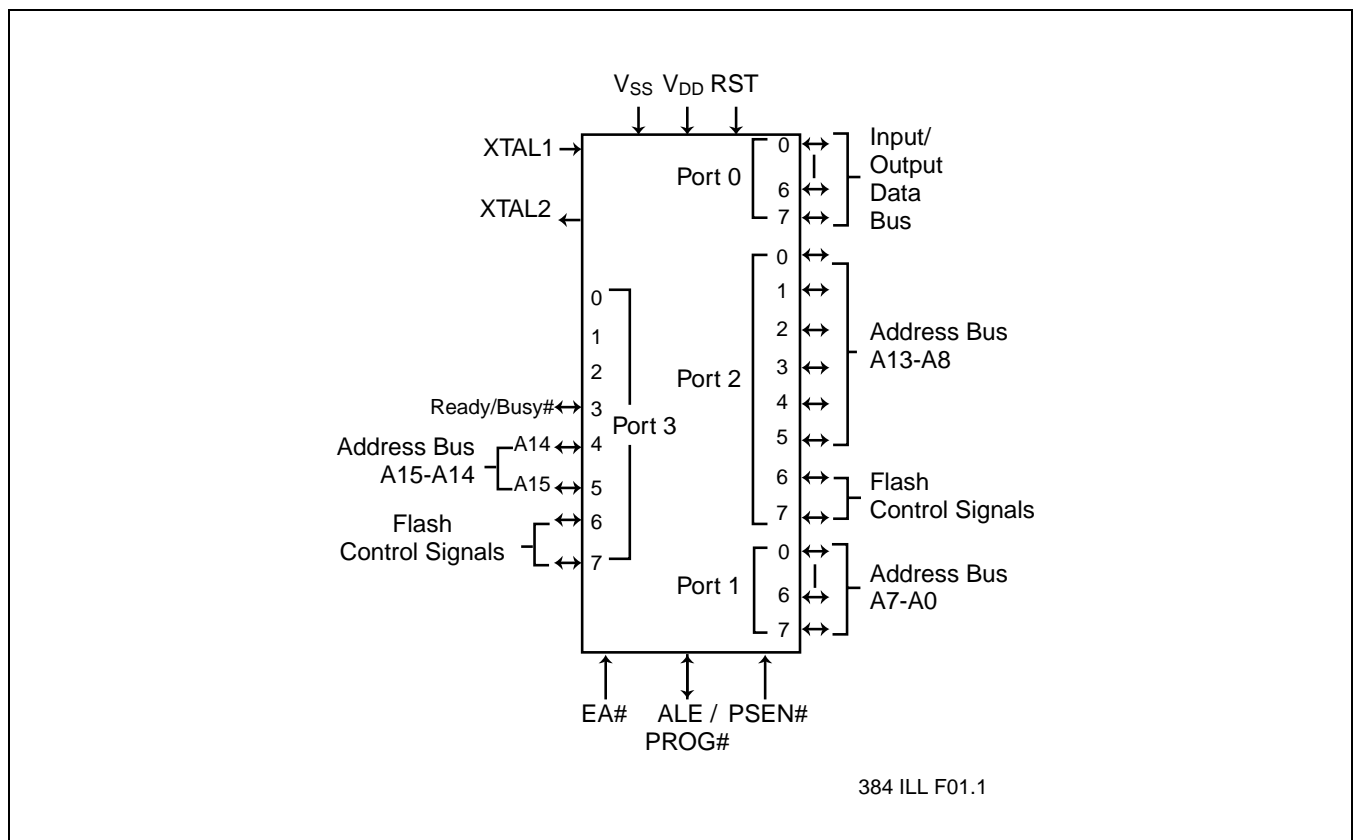 VSS VDD RST
XTAL1
XTAL2
Port 0
0
6
7
Input/
Output
Data
Bus
Port 2
0
1
2
3
4
5
6
7
Address Bus
A13-A8
Flash
Control Signals
Port 3
0
1
2
3
4
5
6
7
Ready/Busy#
Address Bus
A15-A14
A14
A15
Flash
Control Signals
Port 1
0
6
7
Address Bus
A7-A0
EA#
ALE /
PROG#
PSEN#
384 ILL F01.1